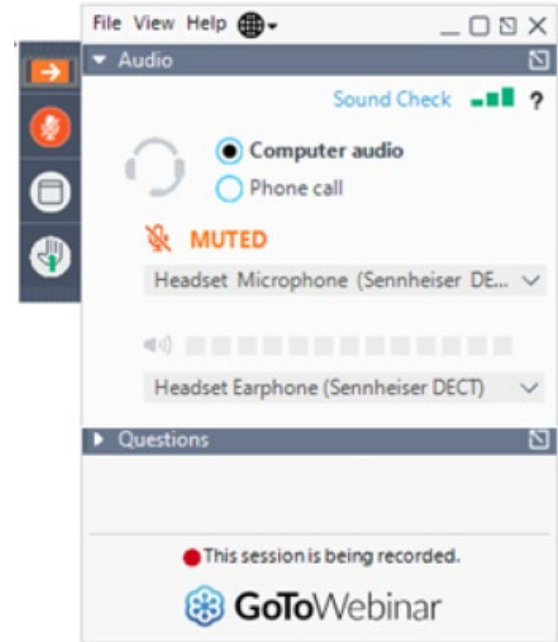 File View Help
Audio
Sound Check ?
Computer audio
Phone call
MUTED
Headset Microphone (Sennheiser DE...
Headset Earphone (Sennheiser DECT)
Questions
This session is being recorded.
GoToWebinar